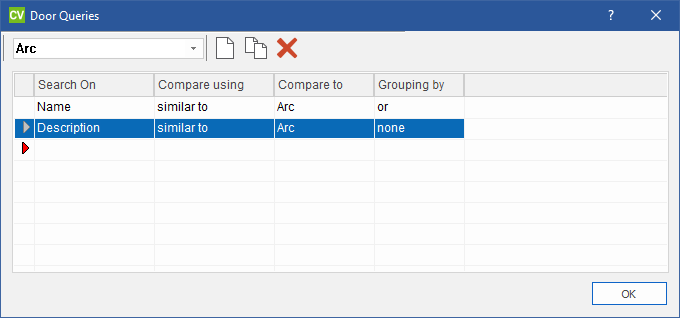 CV Door Queries ?
Arc
Search On Compare using Compare to Grouping by
Name similar to Arc or
Description similar to Arc none
OK